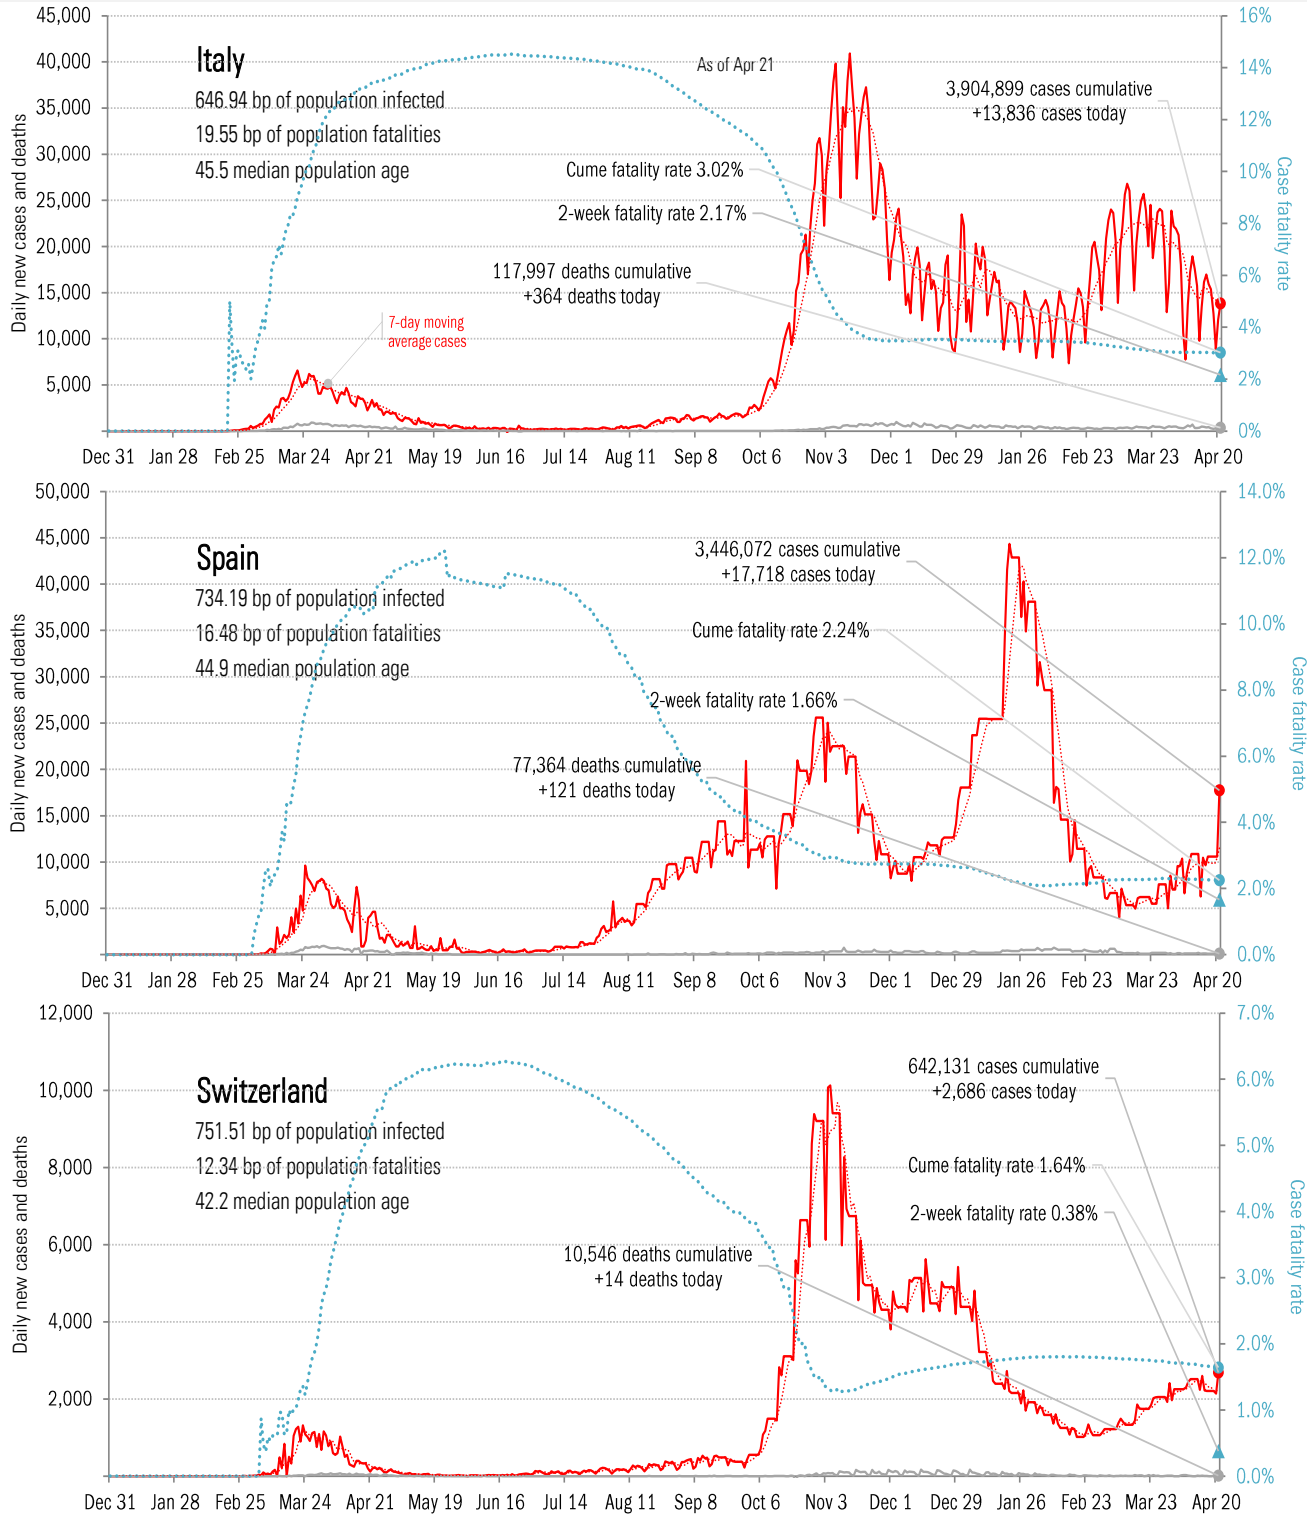 Italy
646.94 bp of population infected
19.55 bp of population fatalities
45.5 median population age
As of Apr 21
3,904,899 cases cumulative
+13,836 cases today
Cume fatality rate 3.02%
2-week fatality rate 2.17%
117,997 deaths cumulative
+364 deaths today
7-day moving
average cases
Daily new cases and deaths
Case fatality rate
45,000
40,000
35,000
30,000
25,000
20,000
15,000
10,000
5,000
16%
14%
12%
10%
8%
6%
4%
2%
0%
Dec 31 Jan 28 Feb 25 Mar 24 Apr 21 May 19 Jun 16 Jul 14 Aug 11 Sep 8 Oct 6 Nov 3 Dec 1 Dec 29 Jan 26 Feb 23 Mar 23 Apr 20
Spain
734.19 bp of population infected
16.48 bp of population fatalities
44.9 median population age
3,446,072 cases cumulative
+17,718 cases today
Cume fatality rate 2.24%
2-week fatality rate 1.66%
77,364 deaths cumulative
+121 deaths today
Daily new cases and deaths
Case fatality rate
50,000
45,000
40,000
35,000
30,000
25,000
20,000
15,000
10,000
5,000
14.0%
12.0%
10.0%
8.0%
6.0%
4.0%
2.0%
0.0%
Dec 31 Jan 28 Feb 25 Mar 24 Apr 21 May 19 Jun 16 Jul 14 Aug 11 Sep 8 Oct 6 Nov 3 Dec 1 Dec 29 Jan 26 Feb 23 Mar 23 Apr 20
Switzerland
751.51 bp of population infected
12.34 bp of population fatalities
42.2 median population age
642,131 cases cumulative
+2,686 cases today
Cume fatality rate 1.64%
2-week fatality rate 0.38%
10,546 deaths cumulative
+14 deaths today
Daily new cases and deaths
Case fatality rate
12,000
10,000
8,000
6,000
4,000
2,000
7.0%
6.0%
5.0%
4.0%
3.0%
2.0%
1.0%
0.0%
Dec 31 Jan 28 Feb 25 Mar 24 Apr 21 May 19 Jun 16 Jul 14 Aug 11 Sep 8 Oct 6 Nov 3 Dec 1 Dec 29 Jan 26 Feb 23 Mar 23 Apr 20